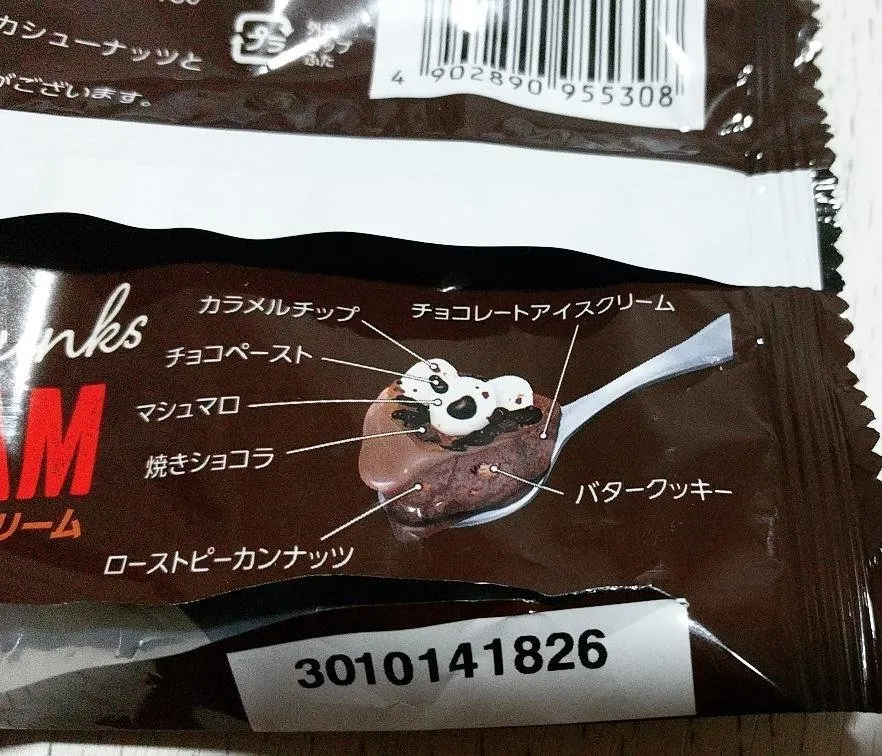 カシューナッツと
がございます。
プラ
4 902890 955308
unks
カラメルチップ
チョコレートアイスクリーム
チョコペースト
マシュマロ
AM
焼きショコラ
バタークッキー
リーム
ローストピーカンナッツ
3010141826